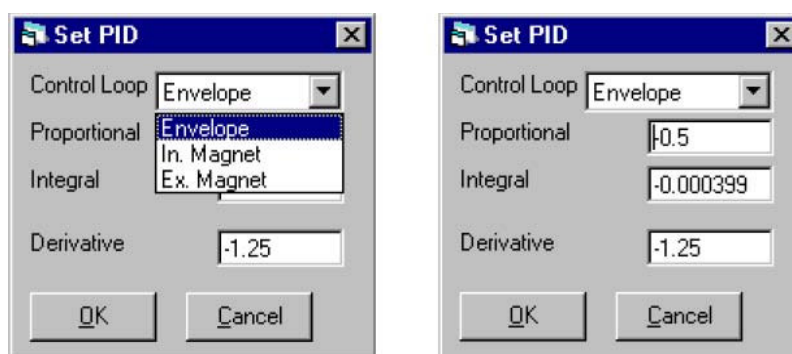 Set PID
Control Loop Envelope
Envelope
In. Magnet
Ex. Magnet
Proportional
Integral
Derivative -1.25
OK Cancel
Set PID
Control Loop Envelope
Proportional -0.5
Integral -0.000399
Derivative -1.25
OK Cancel